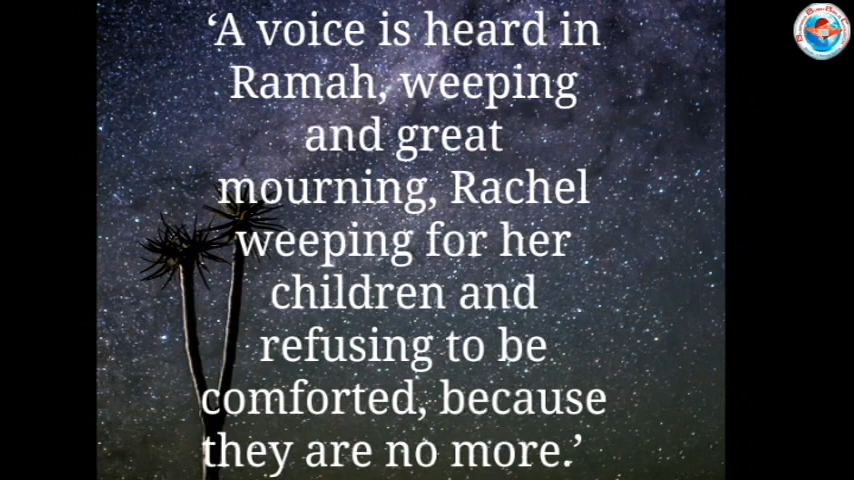 ‘A voice is heard in
Ramah, weeping
and great
mourning, Rachel
weeping for her
children and
refusing to be
comforted, because
they are no more.’